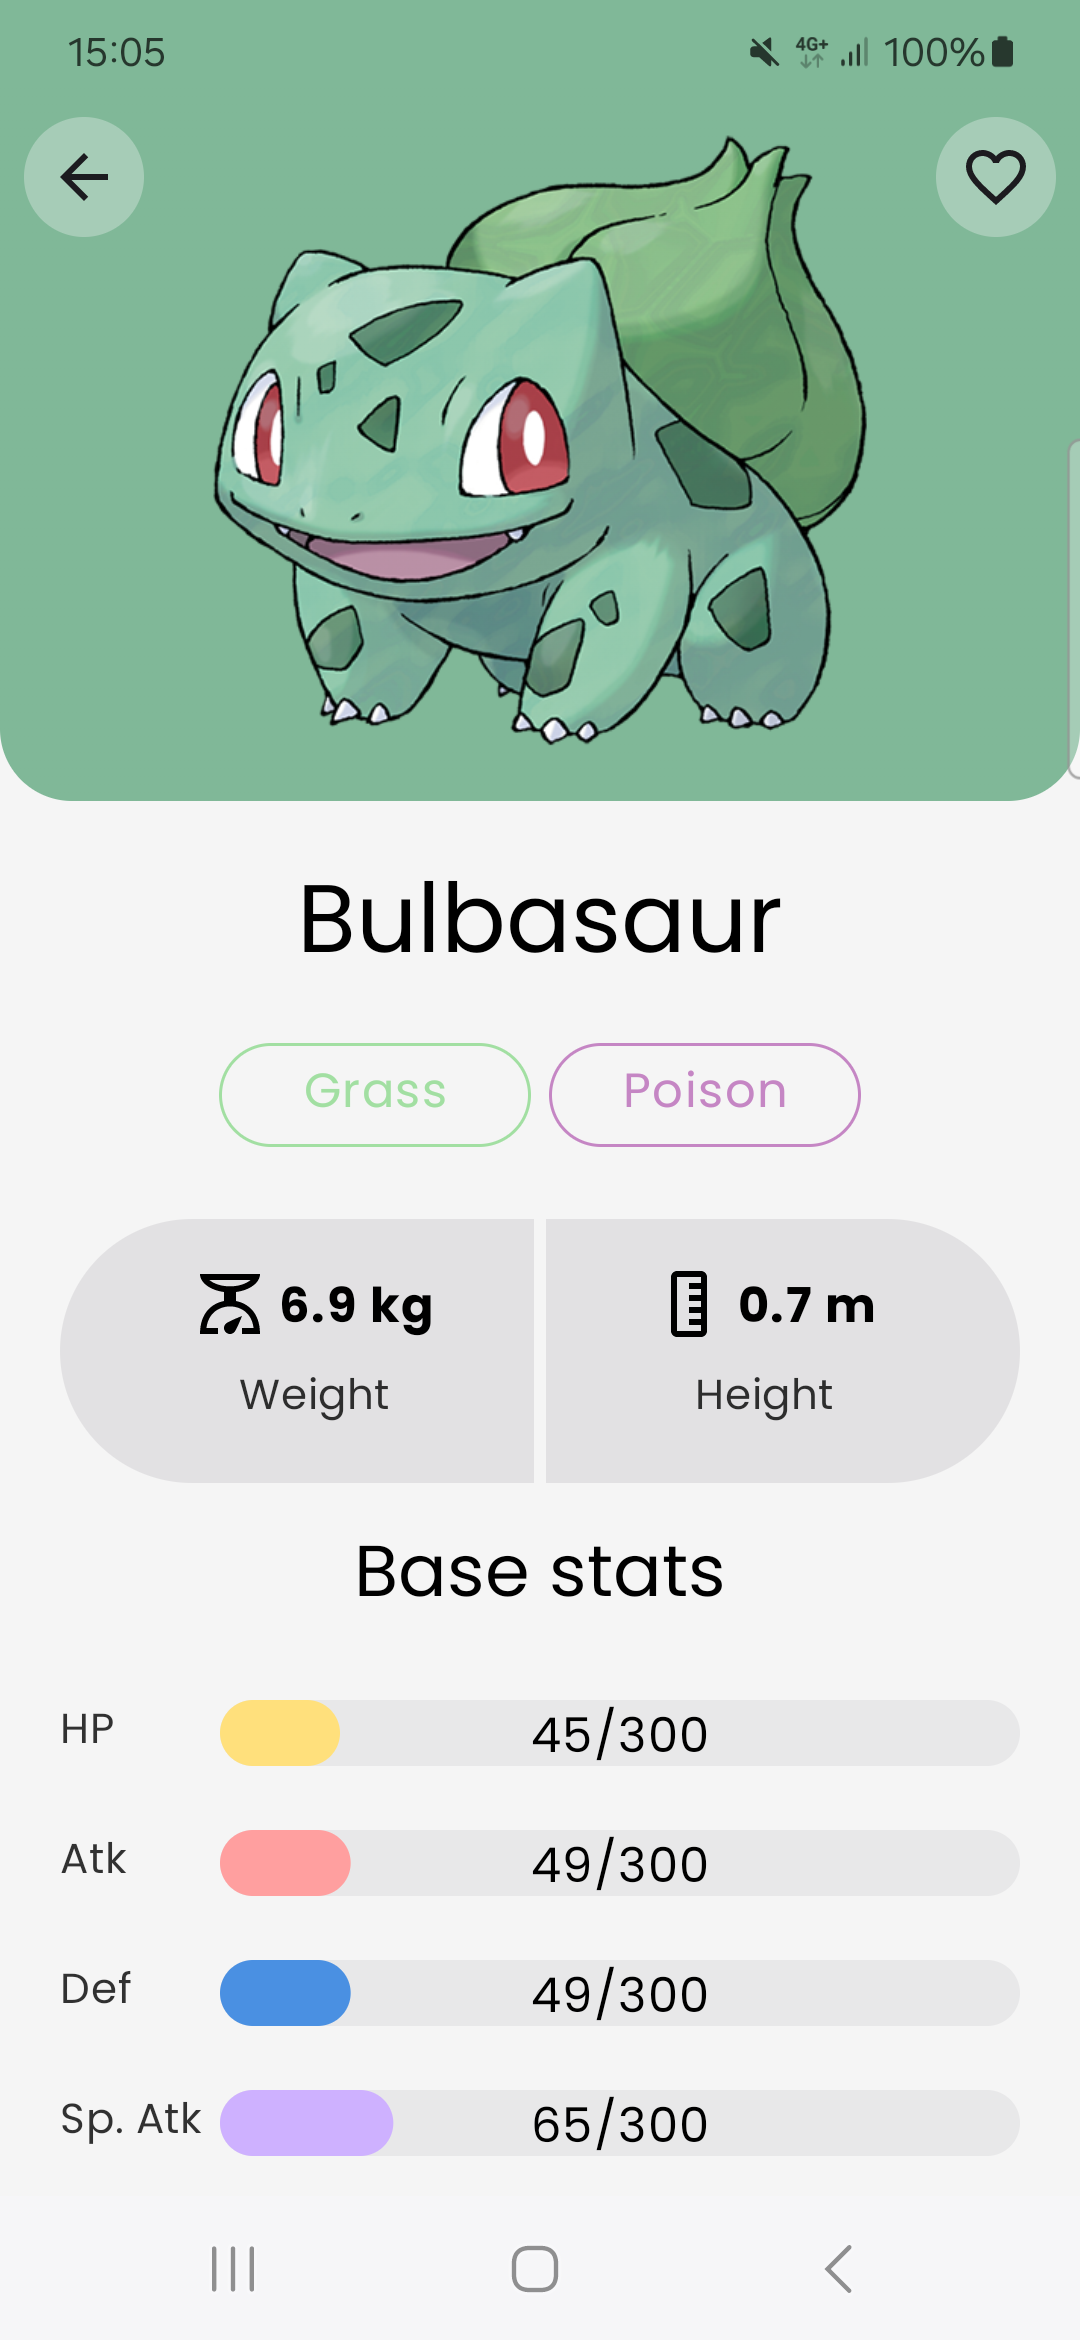 15:05 4G+ 100%
Bulbasaur
Grass Poison
6.9 kg 0.7 m
Weight Height
Base stats
HP 45/300
Atk 49/300
Def 49/300
Sp. Atk 65/300